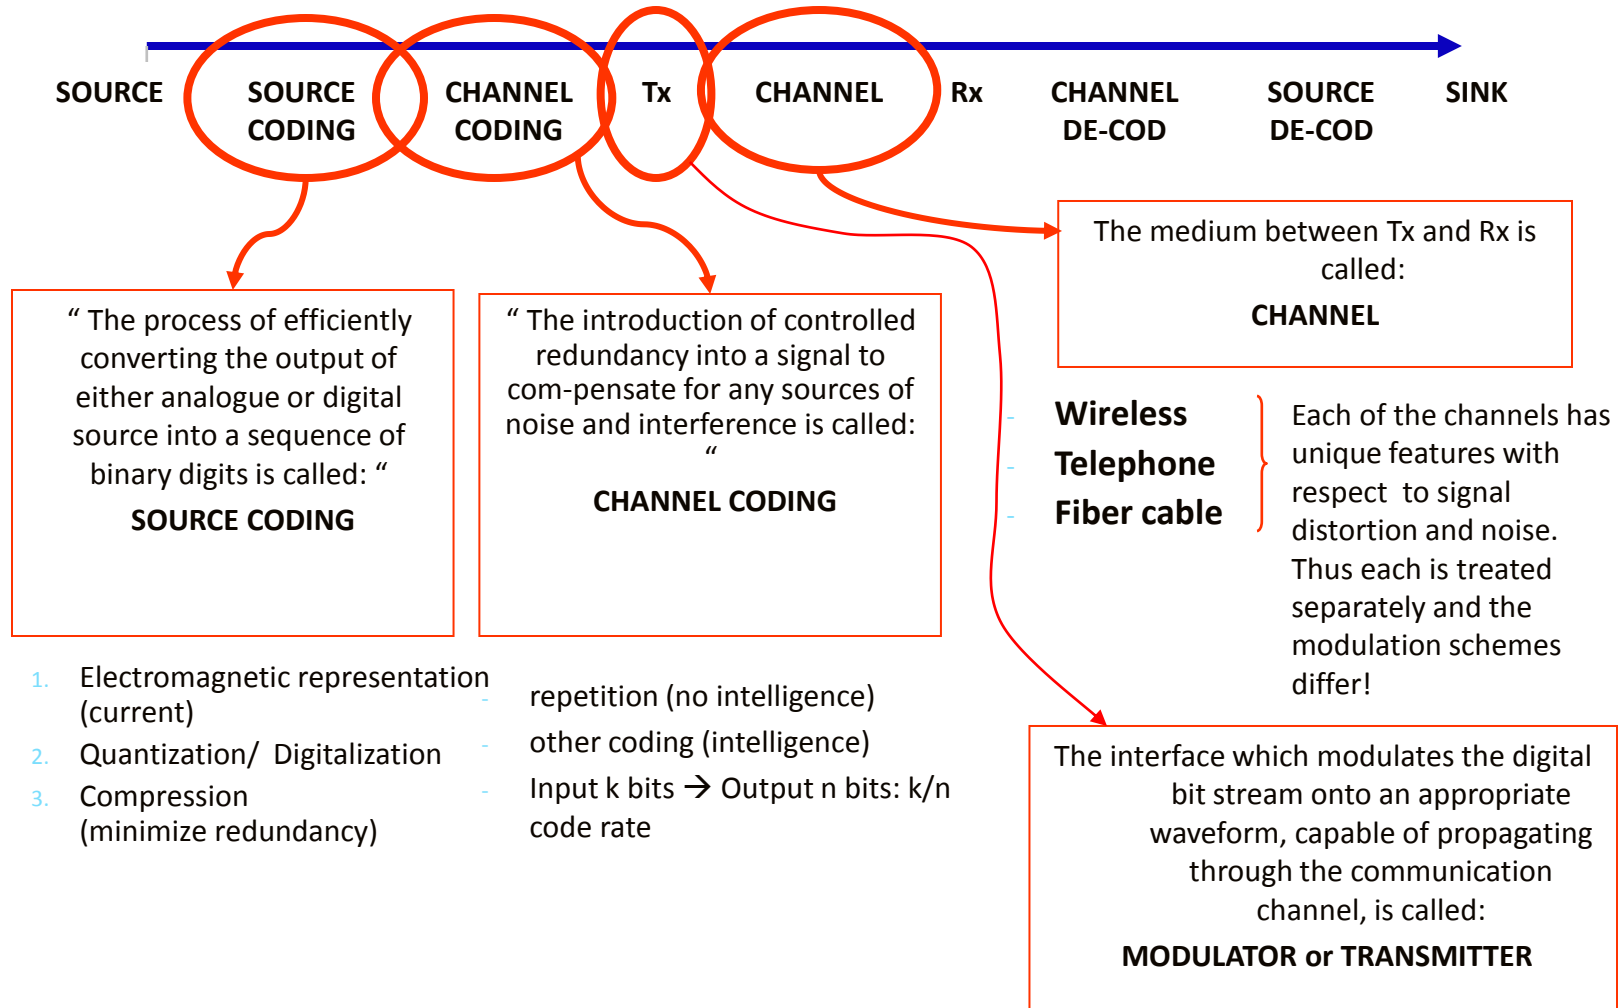 SOURCE
SOURCE
CODING
CHANNEL
CODING
Tx
CHANNEL
Rx
CHANNEL
DE-COD
SOURCE
DE-COD
SINK
“ The process of efficiently
converting the output of
either analogue or digital
source into a sequence of
binary digits is called: “
SOURCE CODING
1. Electromagnetic representation
(current)
2. Quantization/ Digitalization
3. Compression
(minimize redundancy)
“ The introduction of controlled
redundancy into a signal to
com-pensate for any sources of
noise and interference is called:
“
CHANNEL CODING
- repetition (no intelligence)
- other coding (intelligence)
- Input k bits → Output n bits: k/n
code rate
The medium between Tx and Rx is
called:
CHANNEL
- Wireless
- Telephone
- Fiber cable
Each of the channels has
unique features with
respect to signal
distortion and noise.
Thus each is treated
separately and the
modulation schemes
differ!
The interface which modulates the digital
bit stream onto an appropriate
waveform, capable of propagating
through the communication
channel, is called:
MODULATOR or TRANSMITTER